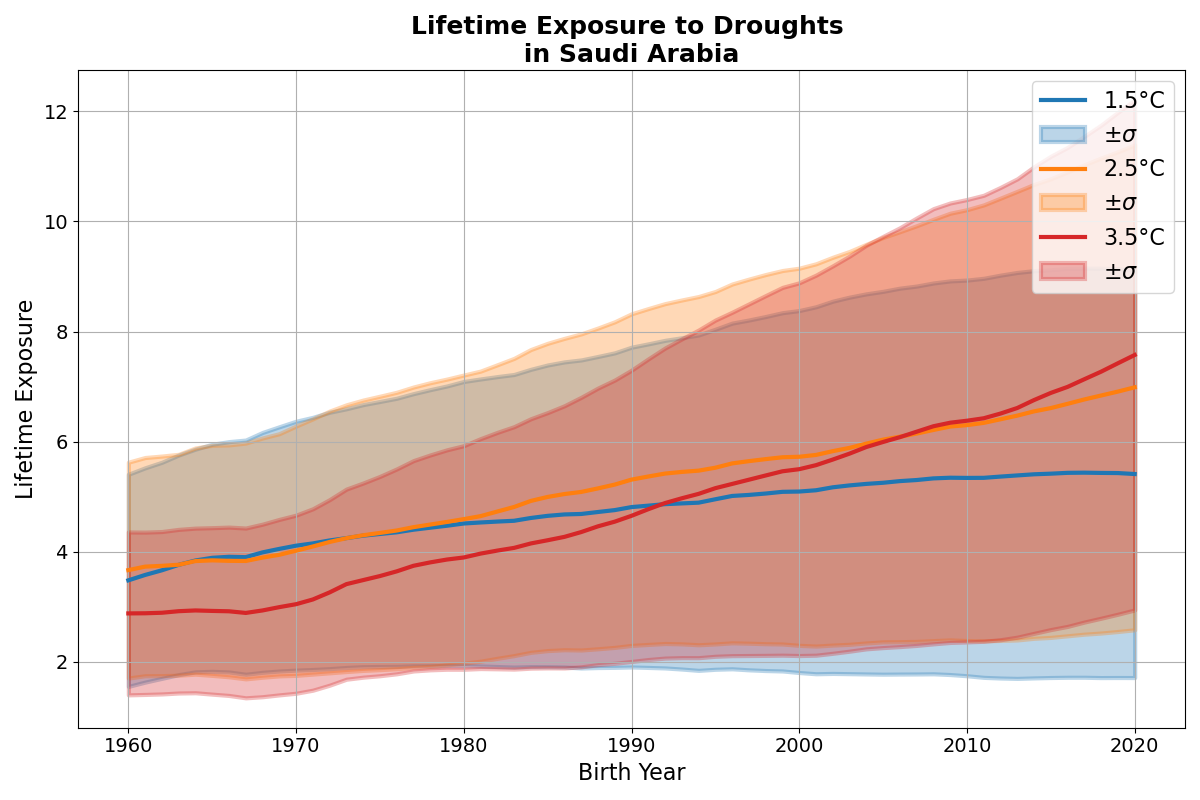 Lifetime Exposure to Droughts
in Saudi Arabia
Lifetime Exposure
12
10
8
6
4
2
1960 1970 1980 1990 2000 2010 2020
Birth Year
1.5°C
±σ
2.5°C
±σ
3.5°C
±σ